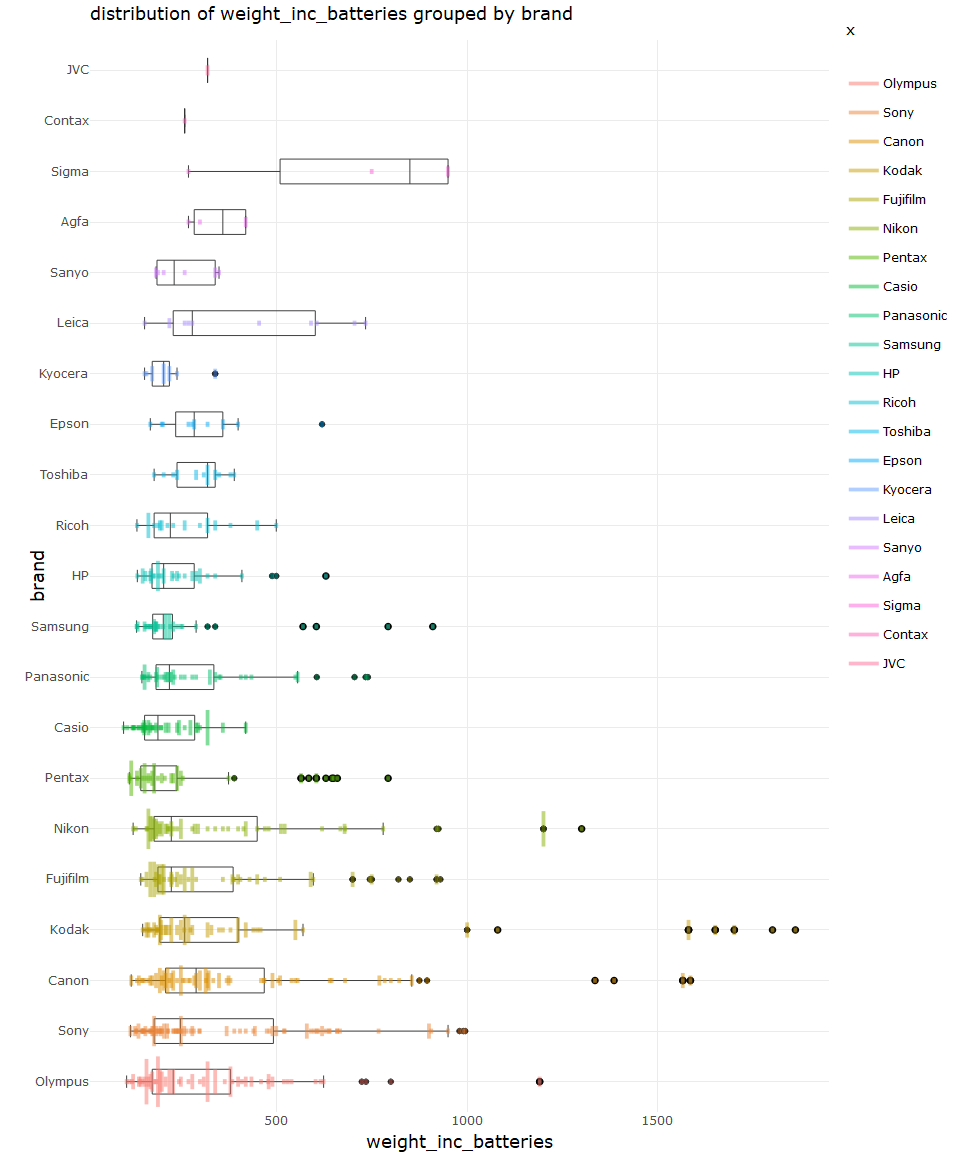 distribution of weight_inc_batteries grouped by brand
x
JVC
Contax
Sigma
Agfa
Sanyo
Leica
Kyocera
Epson
Toshiba
Ricoh
HP
Samsung
Panasonic
Casio
Pentax
Nikon
Fujifilm
Kodak
Canon
Sony
Olympus
brand
500
1000
1500
weight_inc_batteries
Olympus
Sony
Canon
Kodak
Fujifilm
Nikon
Pentax
Casio
Panasonic
Samsung
HP
Ricoh
Toshiba
Epson
Kyocera
Leica
Sanyo
Agfa
Sigma
Contax
JVC